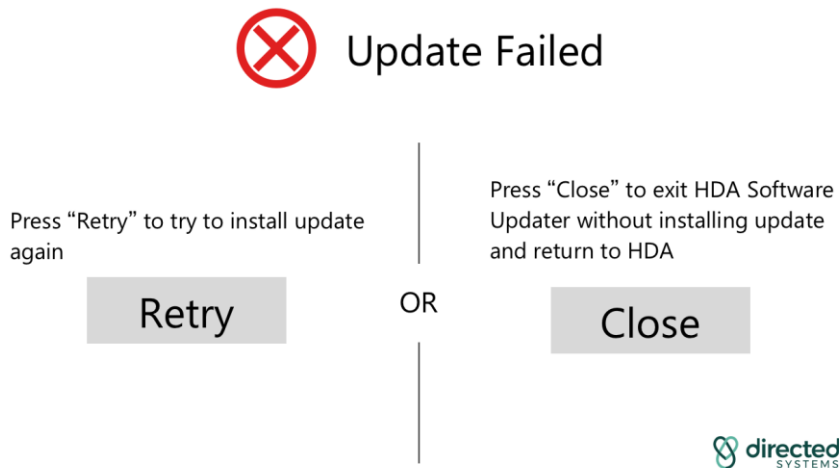 Update Failed
Press “Retry” to try to install update
again
Retry
OR
Press “Close” to exit HDA Software
Updater without installing update
and return to HDA
Close
directed
SYSTEMS